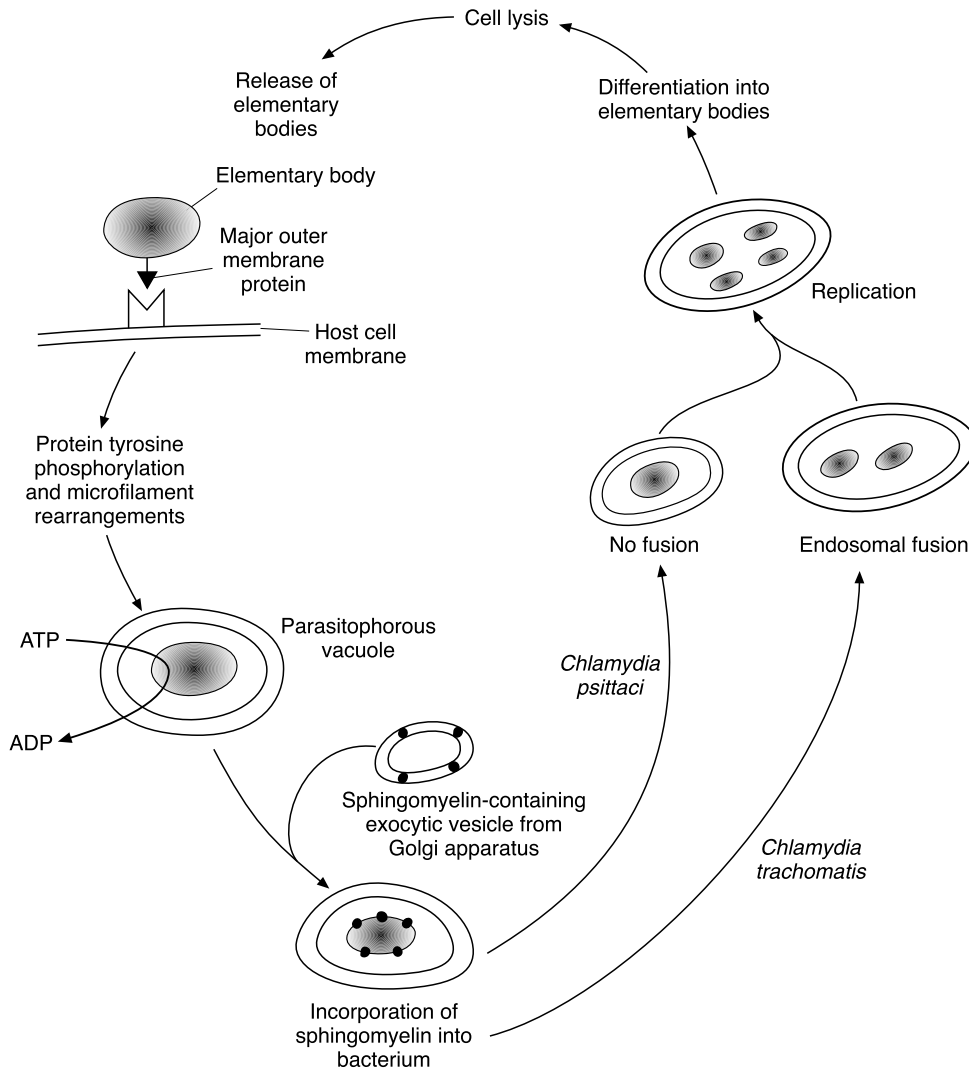 Cell lysis
Release of
elementary
bodies
Differentiation into
elementary bodies
Elementary body
Major outer
membrane
protein
Replication
Host cell
membrane
Protein tyrosine
phosphorylation
and microfilament
rearrangements
No fusion
Endosomal fusion
Parasitophorous
vacuole
ATP
ADP
Chlamydia
psittaci
Sphingomyelin-containing
exocytic vesicle from
Golgi apparatus
Chlamydia
trachomatis
Incorporation of
sphingomyelin into
bacterium